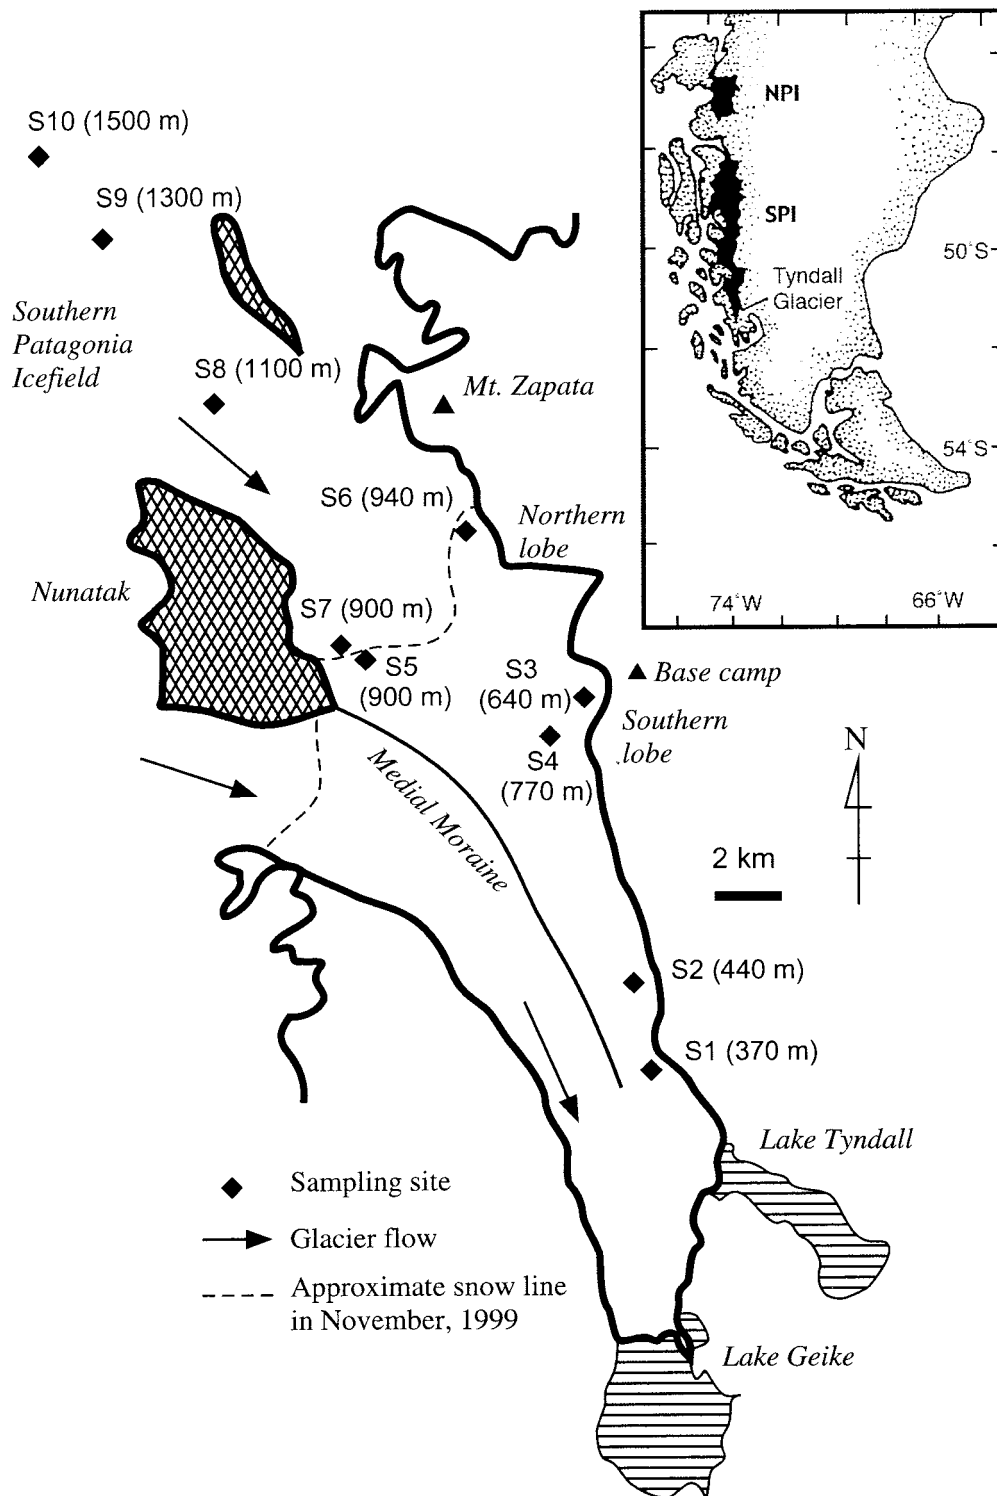 S10 (1500 m)
S9 (1300 m)
Southern
Patagonia
Icefield
S8 (1100 m)
Mt. Zapata
S6 (940 m)
Northern
lobe
Nunatak
S7 (900 m)
S5
(900 m)
S3
(640 m)
Base camp
Southern
lobe
S4
(770 m)
Medial Moraine
N
2 km
S2 (440 m)
S1 (370 m)
Lake Tyndall
Sampling site
Glacier flow
Approximate snow line
in November, 1999
Lake Geike
NPI
SPI
50°S
Tyndall
Glacier
54°S
74°W
66°W